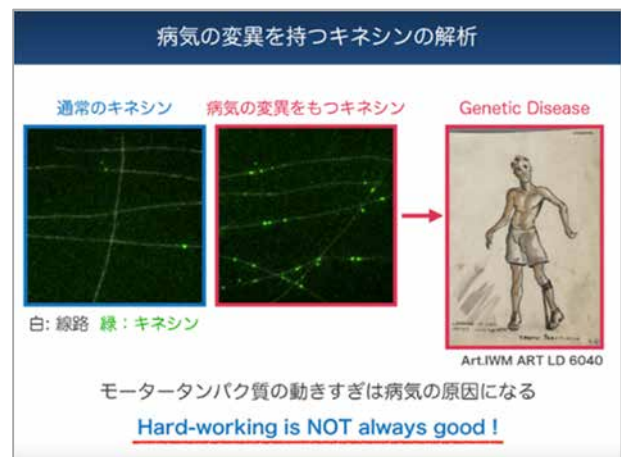 病気の変異を持つキネシンの解析
通常のキネシン
病気の変異をもつキネシン
Genetic Disease
白: 線路 緑：キネシン
Art.IWM ART LD 6040
モータータンパク質の動きすぎは病気の原因になる
Hard-working is NOT always good !